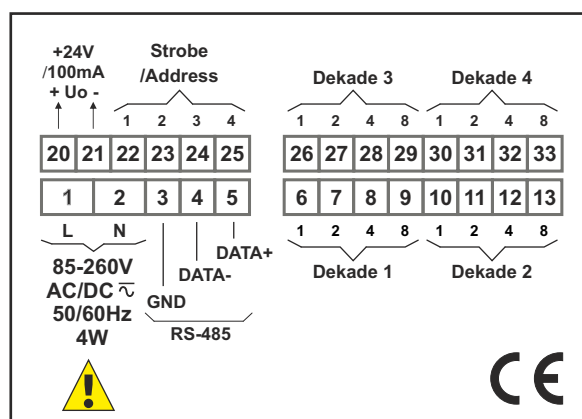 +24V
/100mA
+ Uo -
Strobe
/Address
1 2 3 4
Dekade 3
1 2 4 8
Dekade 4
1 2 4 8
20 21 22 23 24 25
26 27 28 29 30 31 32 33
1 2 3 4 5
6 7 8 9 10 11 12 13
L N
85-260V
AC/DC
50/60Hz
4W
GND
DATA-
DATA+
RS-485
1 2 4 8
Dekade 1
1 2 4 8
Dekade 2
!
CE